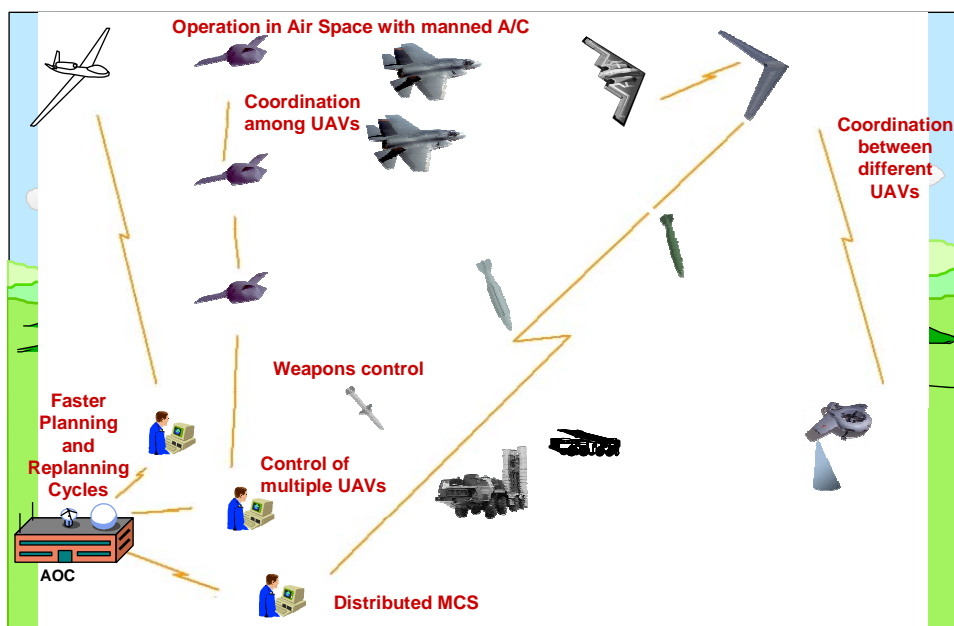 Operation in Air Space with manned A/C
Coordination
among UAVs
Coordination
between
different
UAVs
Weapons control
Faster
Planning
and
Replanning
Cycles
Control of
multiple UAVs
AOC
Distributed MCS